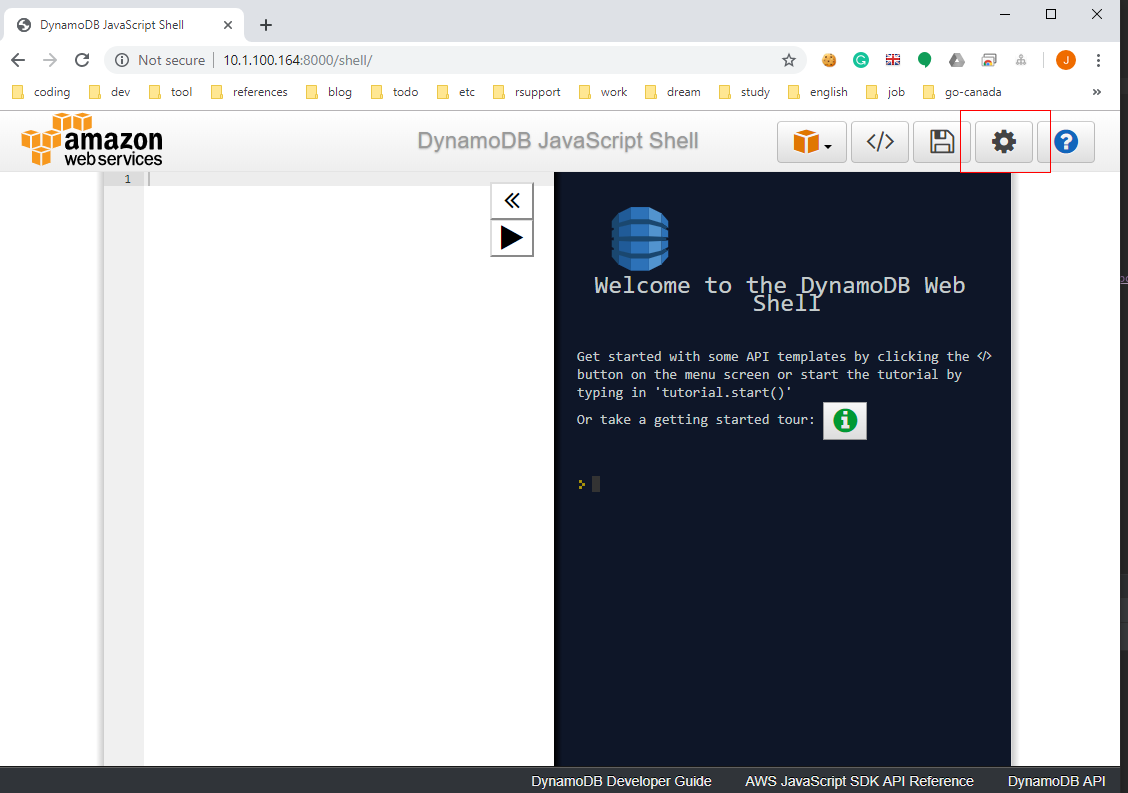 DynamoDB JavaScript Shell
Not secure 10.1.100.164:8000/shell/
J
coding dev tool references blog todo etc rsupport work dream study english job go-canada »
amazon
web services
DynamoDB JavaScript Shell
</>
?
1
Welcome to the DynamoDB Web
Shell
Get started with some API templates by clicking the </>
button on the menu screen or start the tutorial by
typing in 'tutorial.start()'
Or take a getting started tour:
>
DynamoDB Developer Guide AWS JavaScript SDK API Reference DynamoDB API